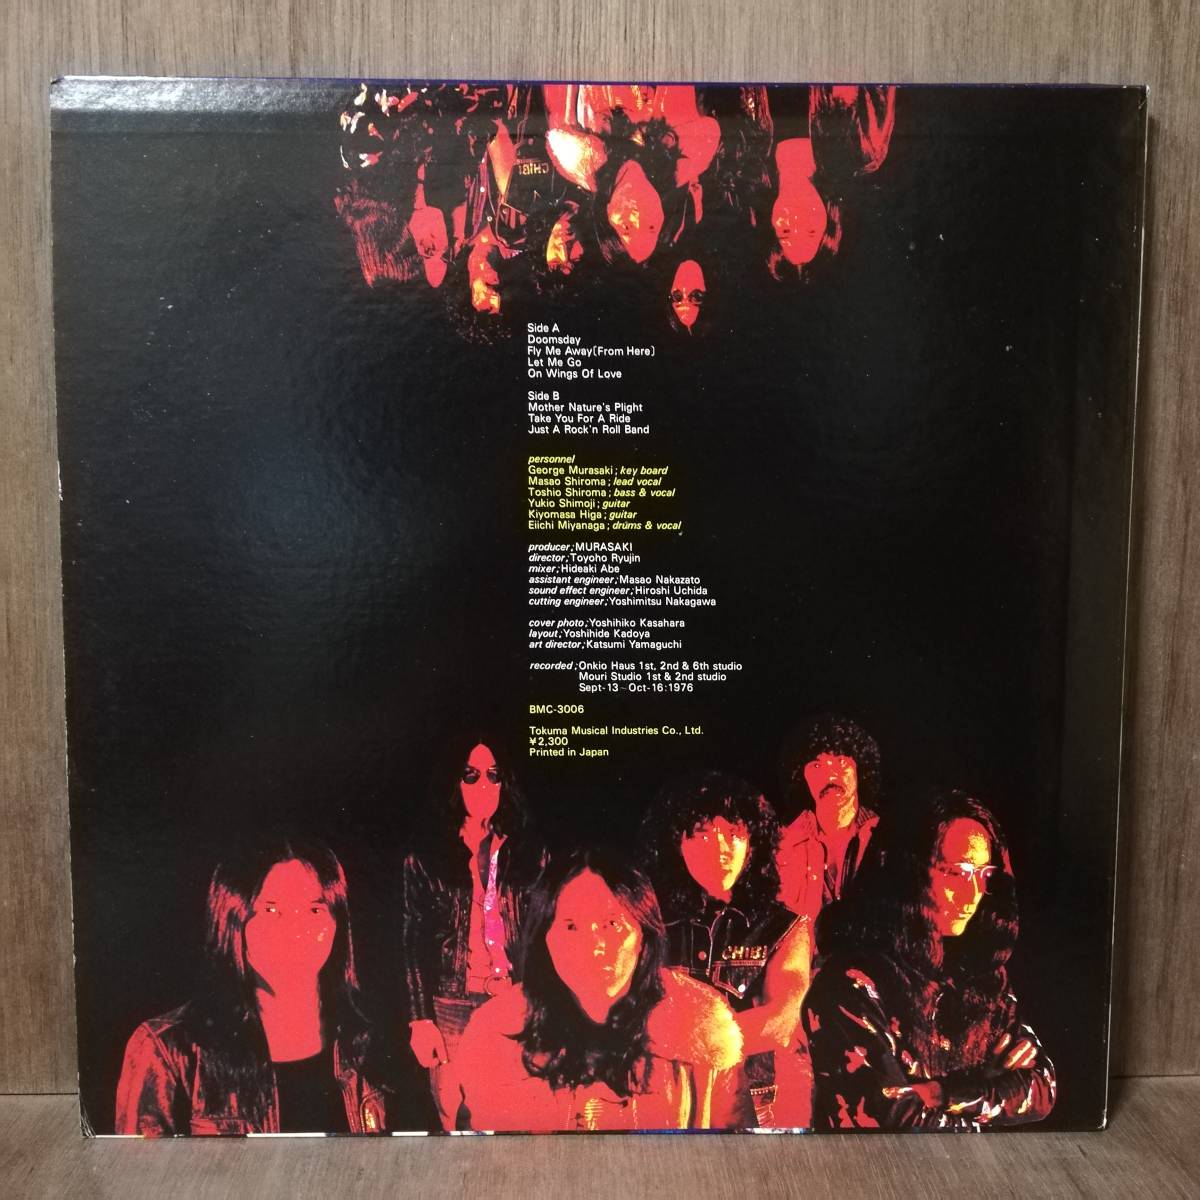 CHIBI
Side A
Doomsday
Fly Me Away(From Here)
Let Me Go
On Wings Of Love
Side B
Mother Nature's Plight
Take You For A Ride
Just A Rock'n Roll Band
personnel
George Murasaki; key board
Masao Shiroma; lead vocal
Toshio Shiroma; bass & vocal
Yukio Shimoji; guitar
Kiyomasa Higa; guitar
Eiichi Miyanaga; drums & vocal
producer; MURASAKI
director; Toyoho Ryujin
mixer; Hideaki Abe
assistant engineer; Masao Nakazato
sound effect engineer; Hiroshi Uchida
cutting engineer; Yoshimitsu Nakagawa
cover photo; Yoshihiko Kasahara
layout; Yoshihide Kadoya
art director; Katsumi Yamaguchi
recorded; Onkio Haus 1st, 2nd & 6th studio
Mouri Studio 1st & 2nd studio
Sept-13~Oct-16:1976
BMC-3006
Tokuma Musical Industries Co., Ltd.
¥2,300
Printed in Japan
CHIBI